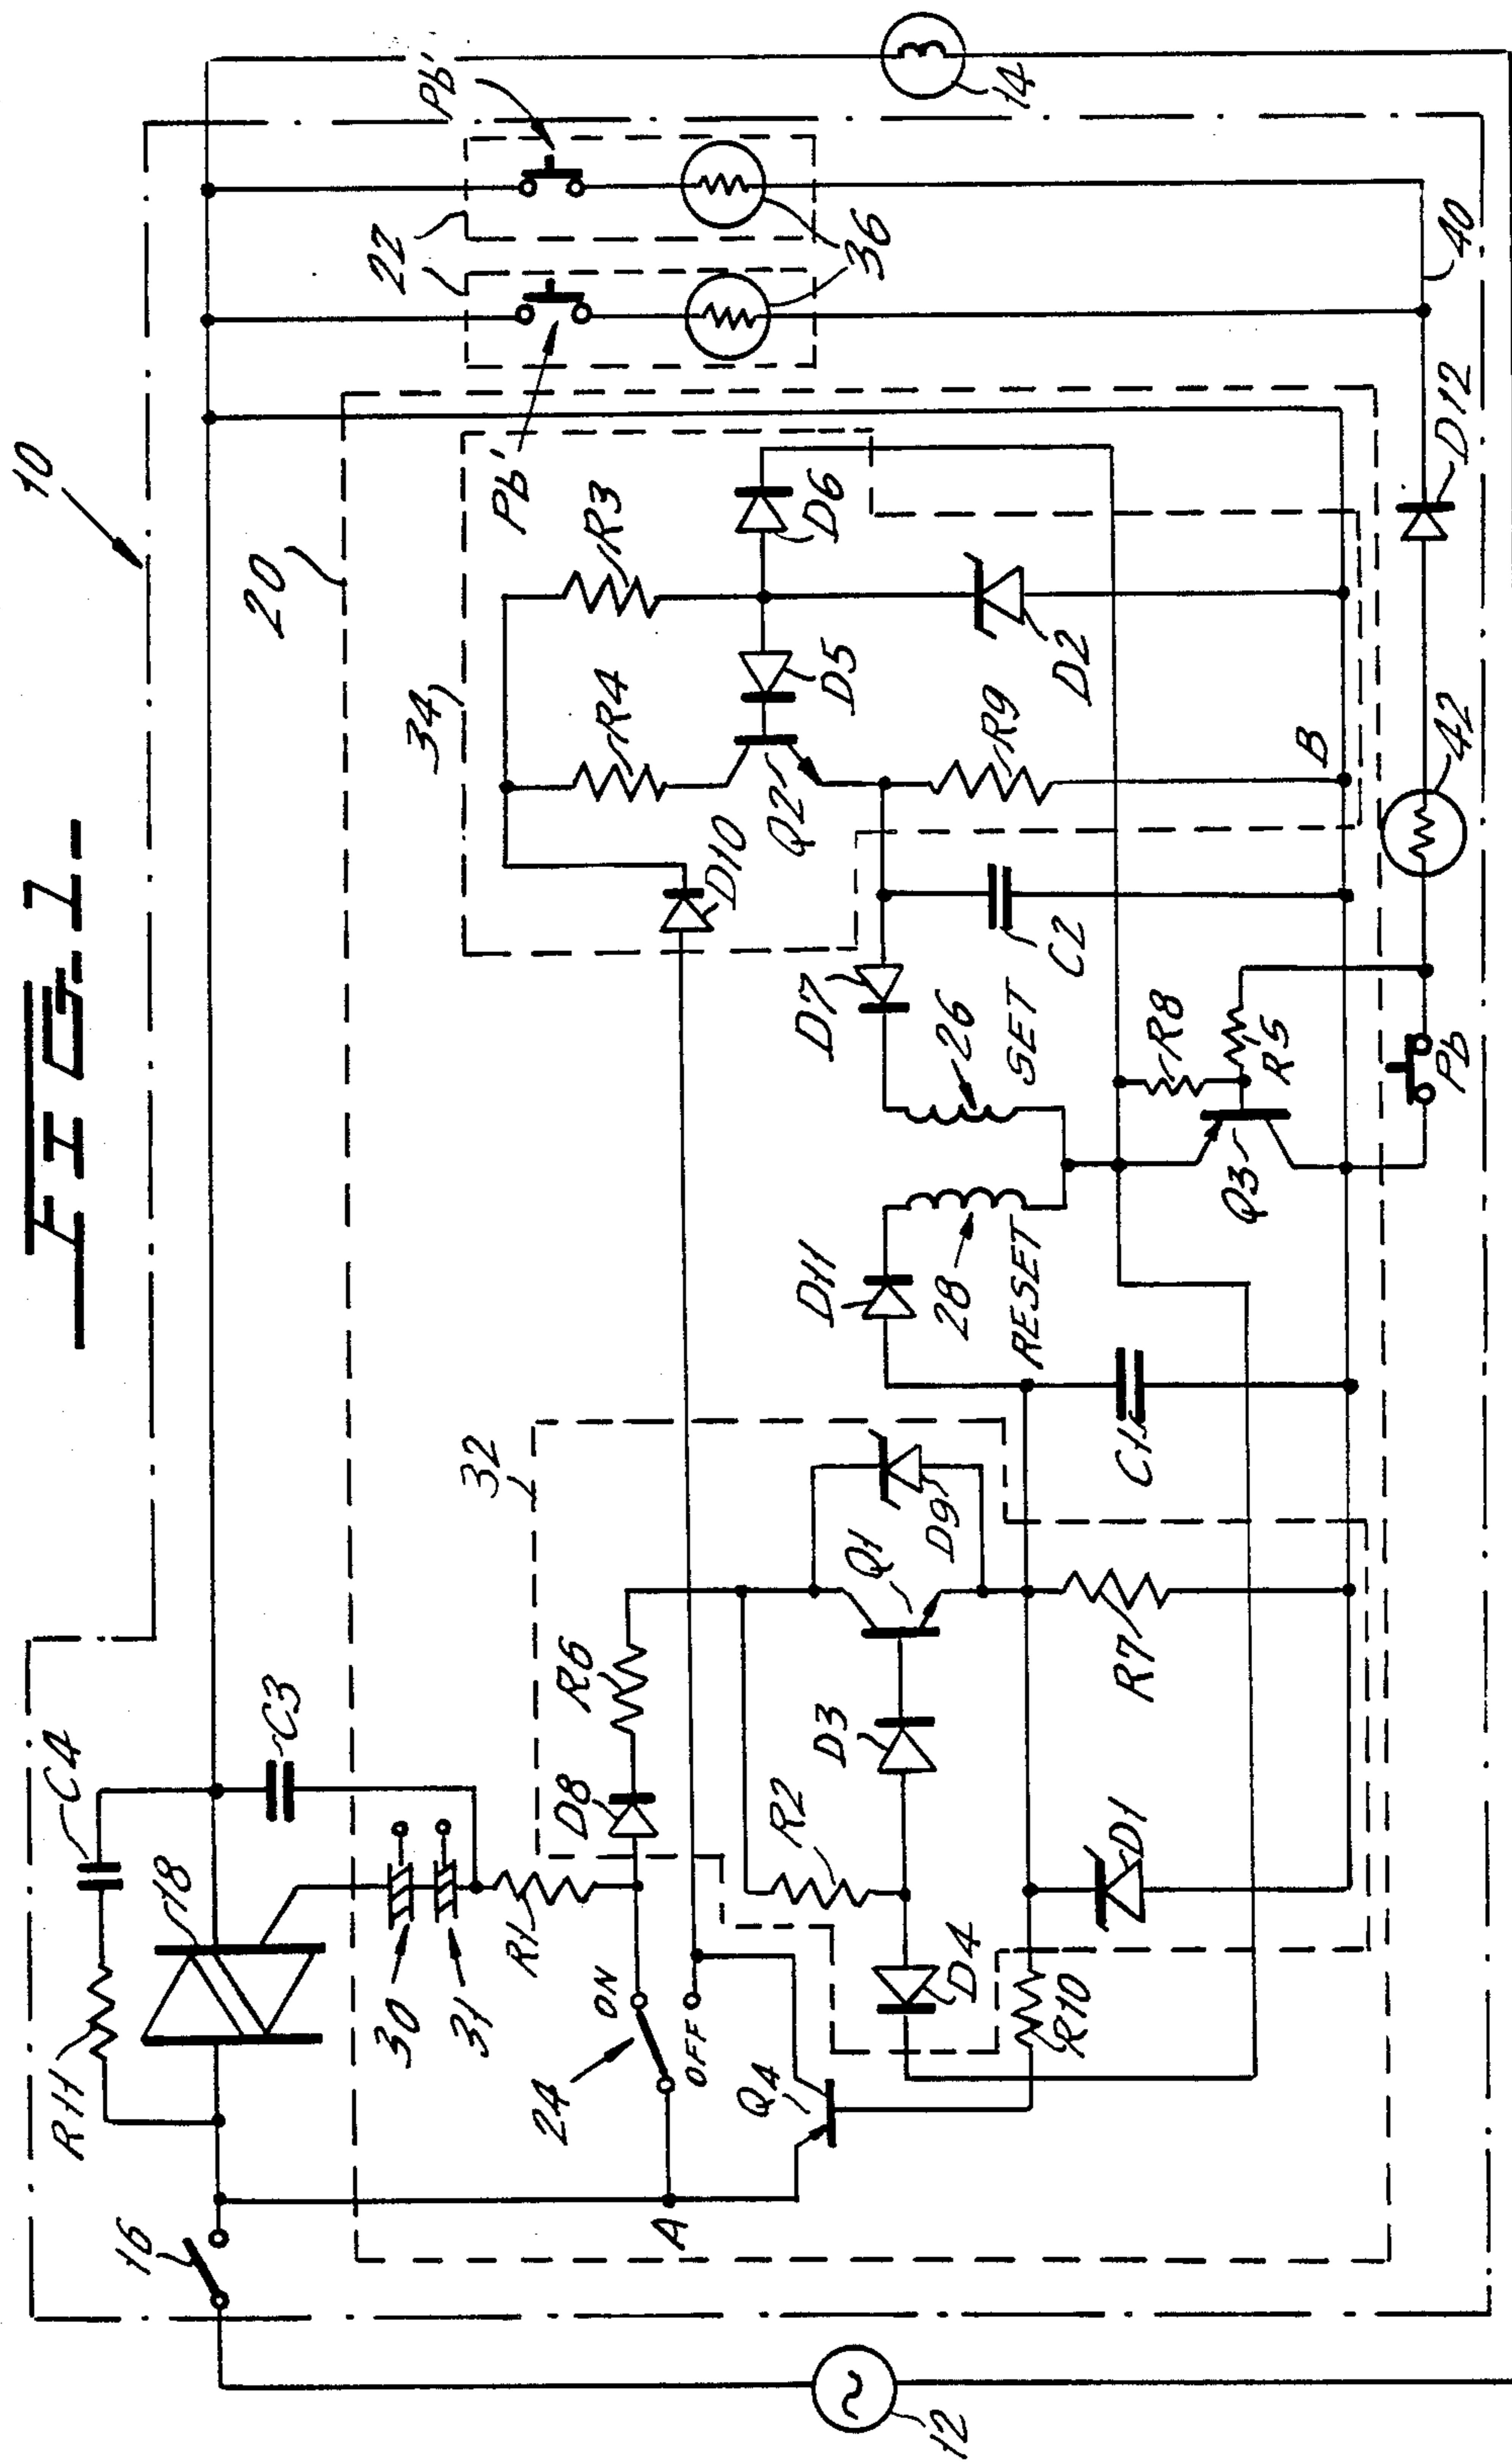 FIG. 1-
10
16
RH
18
C4
C3
12
14
Pb'
Pb'
22
36
20
30
31
R1
24
ON
OFF
A
Q4
D8
R6
32
R2
D3
Q1
D9
D4
R10
D1
R7
C1
D11
28
RESET
26
SET
D7
C2
34
D10
R4
R3
Q2
D5
D6
R9
D2
B
R8
R5
Q3
Pb
42
D12
40